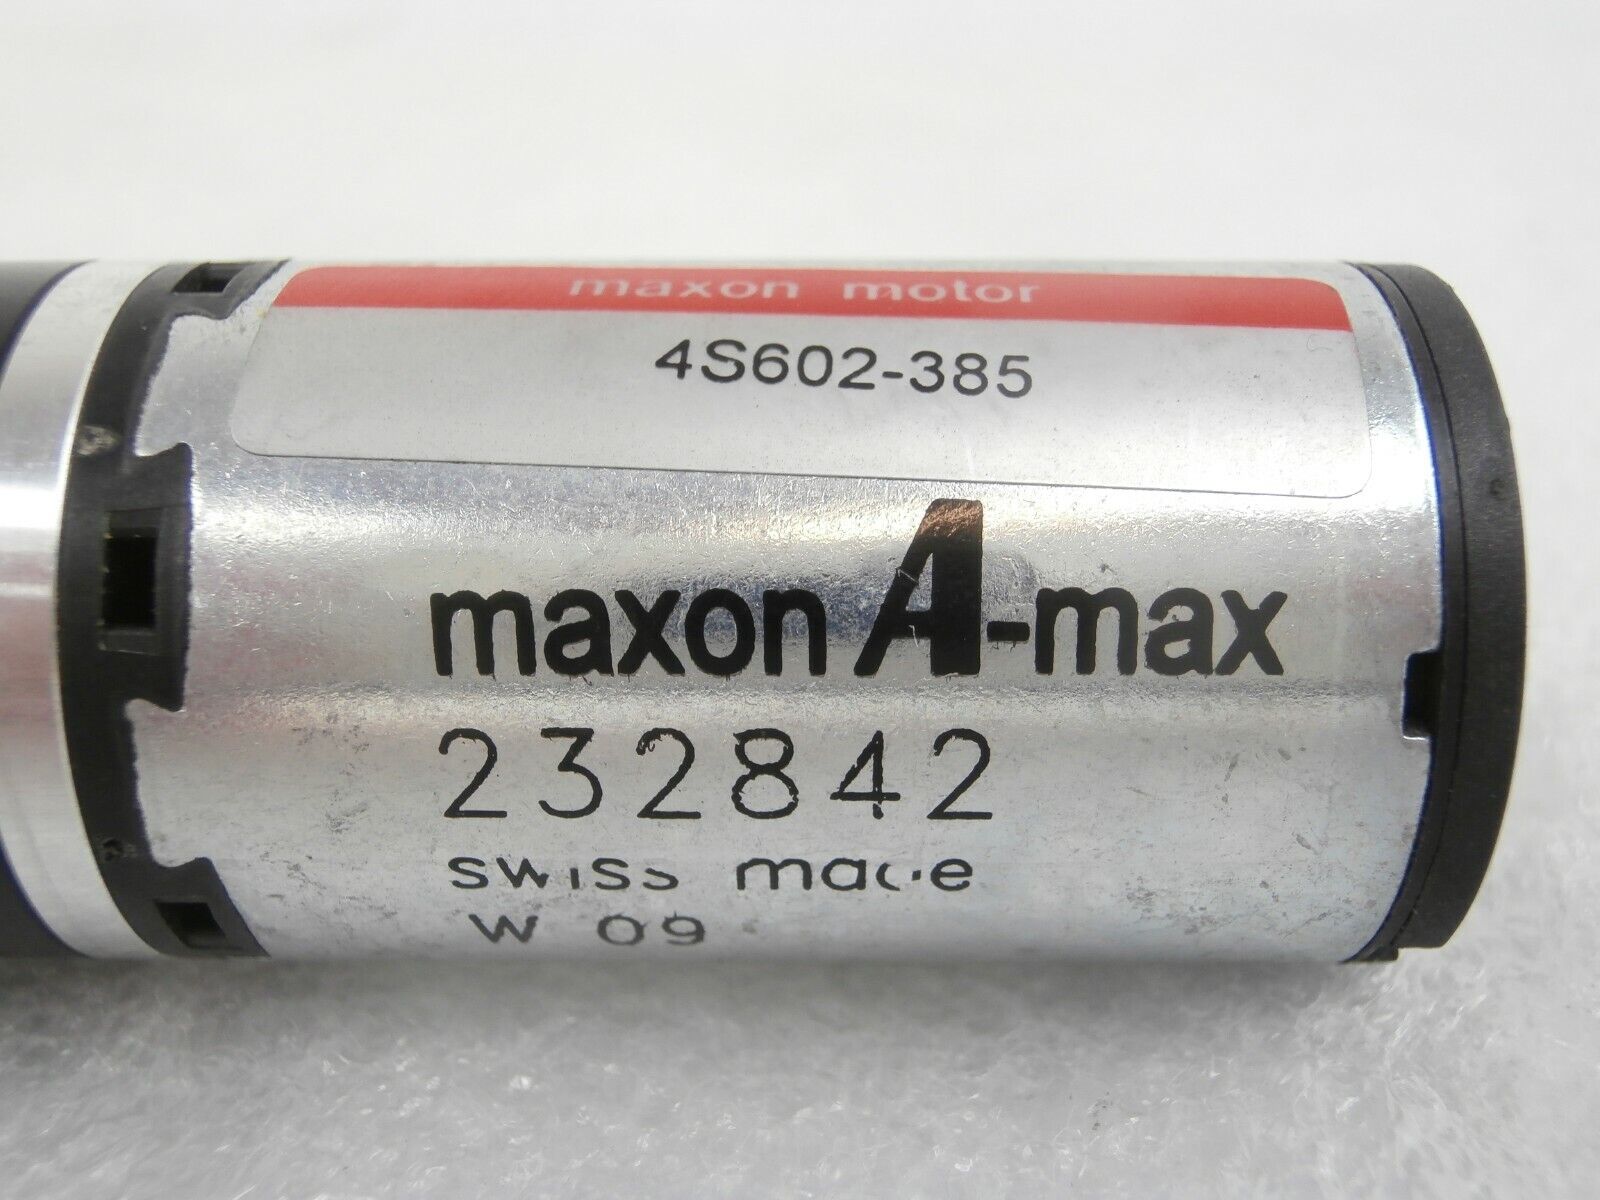 maxon motor
4S602-385
maxon A-max
232842
swiss made
W 09